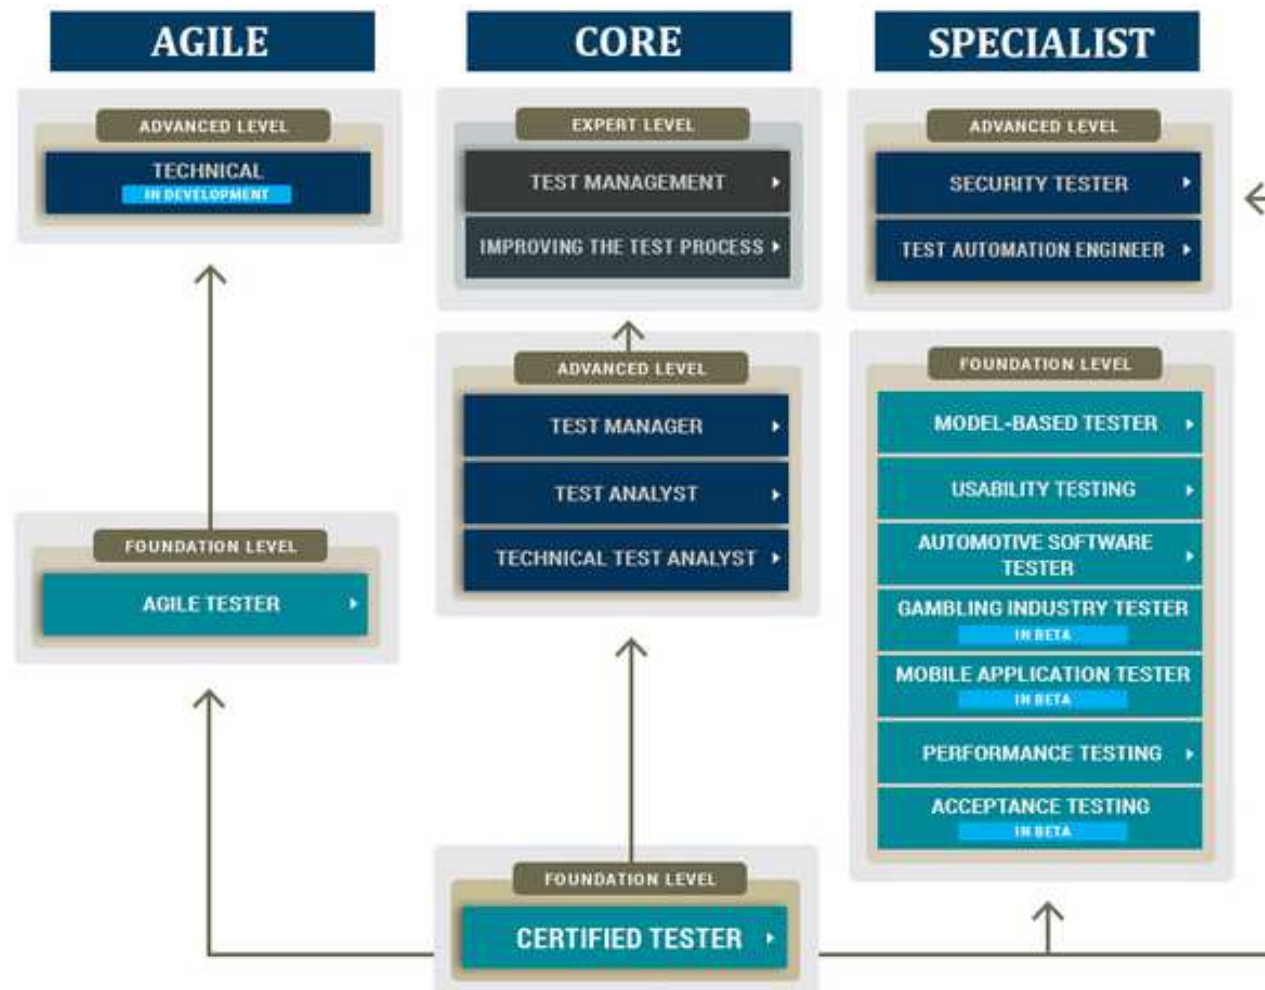 AGILE
ADVANCED LEVEL
TECHNICAL
IN DEVELOPMENT
FOUNDATION LEVEL
AGILE TESTER
CORE
EXPERT LEVEL
TEST MANAGEMENT
IMPROVING THE TEST PROCESS
ADVANCED LEVEL
TEST MANAGER
TEST ANALYST
TECHNICAL TEST ANALYST
FOUNDATION LEVEL
CERTIFIED TESTER
SPECIALIST
ADVANCED LEVEL
SECURITY TESTER
TEST AUTOMATION ENGINEER
FOUNDATION LEVEL
MODEL-BASED TESTER
USABILITY TESTING
AUTOMOTIVE SOFTWARE
TESTER
GAMBLING INDUSTRY TESTER
IN BETA
MOBILE APPLICATION TESTER
IN BETA
PERFORMANCE TESTING
ACCEPTANCE TESTING
IN BETA